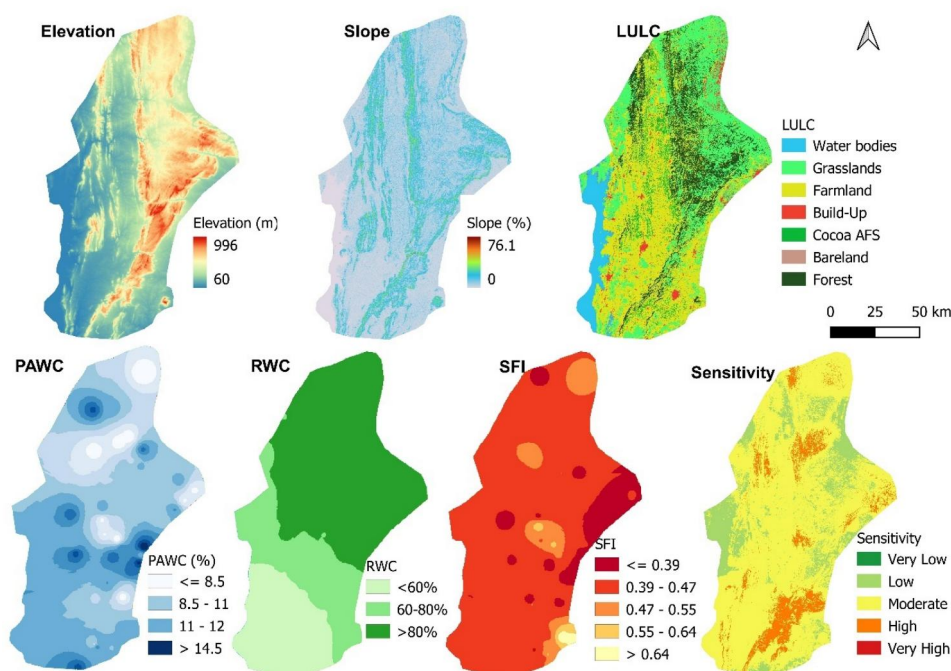 Elevation
Elevation (m)
996
60
Slope
Slope (%)
76.1
0
LULC
LULC
Water bodies
Grasslands
Farmland
Build-Up
Cocoa AFS
Bareland
Forest
0 25 50 km
PAWC
PAWC (%)
<= 8.5
8.5 - 11
11 - 12
> 14.5
RWC
RWC
<60%
60-80%
>80%
SFI
SFI
<= 0.39
0.39 - 0.47
0.47 - 0.55
0.55 - 0.64
> 0.64
Sensitivity
Sensitivity
Very Low
Low
Moderate
High
Very High